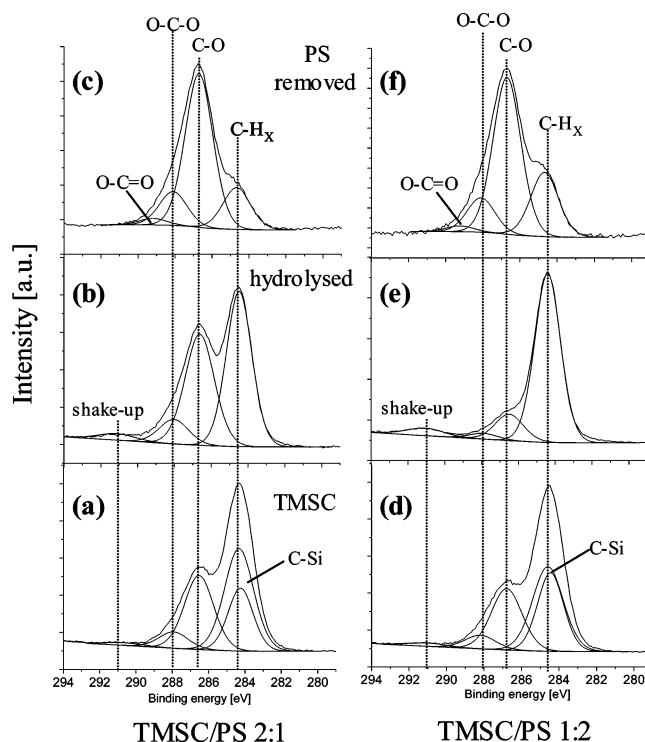 O-C-O
C-O
(c)
PS
removed
C-HX
O-C=O
O-C-O
C-O
(f)
C-HX
O-C=O
Intensity [a.u.]
(b)
hydrolysed
shake-up
(e)
shake-up
(a)
TMSC
C-Si
(d)
C-Si
294 292 290 288 286 284 282 280
Binding energy [eV]
294 292 290 288 286 284 282 280
Binding energy [eV]
TMSC/PS 2:1
TMSC/PS 1:2